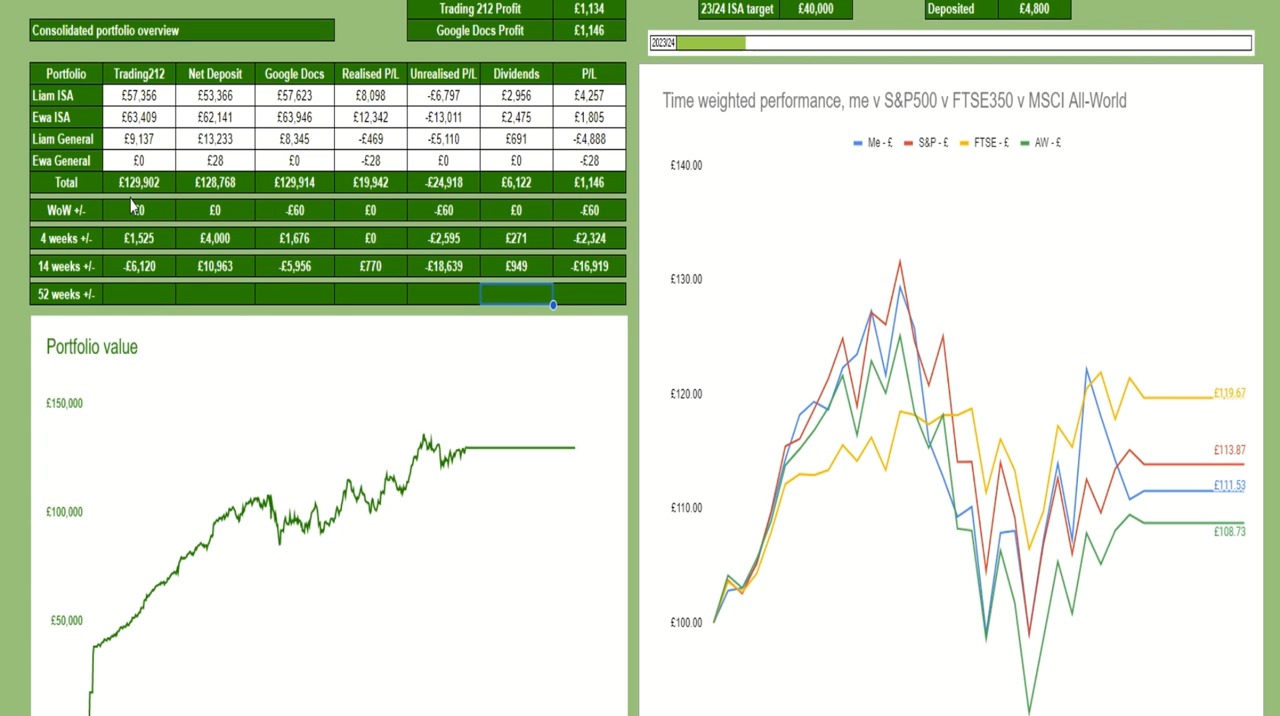 Trading 212 Profit £1,134
Google Docs Profit £1,146
Consolidated portfolio overview
23/24 ISA target £40,000
Deposited £4,800
2023/24
Portfolio Trading212 Net Deposit Google Docs Realised P/L Unrealised P/L Dividends P/L
Liam ISA £57,356 £53,366 £57,623 £8,098 -£6,797 £2,956 £4,257
Ewa ISA £63,409 £62,141 £63,946 £12,342 -£13,011 £2,475 £1,805
Liam General £9,137 £13,233 £8,345 -£469 -£5,110 £691 -£4,888
Ewa General £0 £28 £0 -£28 £0 £0 -£28
Total £129,902 £128,768 £129,914 £19,942 -£24,918 £6,122 £1,146
WoW +/- £0 £0 -£60 £0 -£60 £0 -£60
4 weeks +/- £1,525 £4,000 £1,676 £0 -£2,595 £271 -£2,324
14 weeks +/- -£6,120 £10,963 -£5,956 £770 -£18,639 £949 -£16,919
52 weeks +/-
Portfolio value
£150,000
£100,000
£50,000
Time weighted performance, me v S&P500 v FTSE350 v MSCI All-World
Me - £ S&P - £ FTSE - £ AW - £
£140.00
£130.00
£120.00
£110.00
£100.00
£119.67
£113.87
£111.53
£108.73